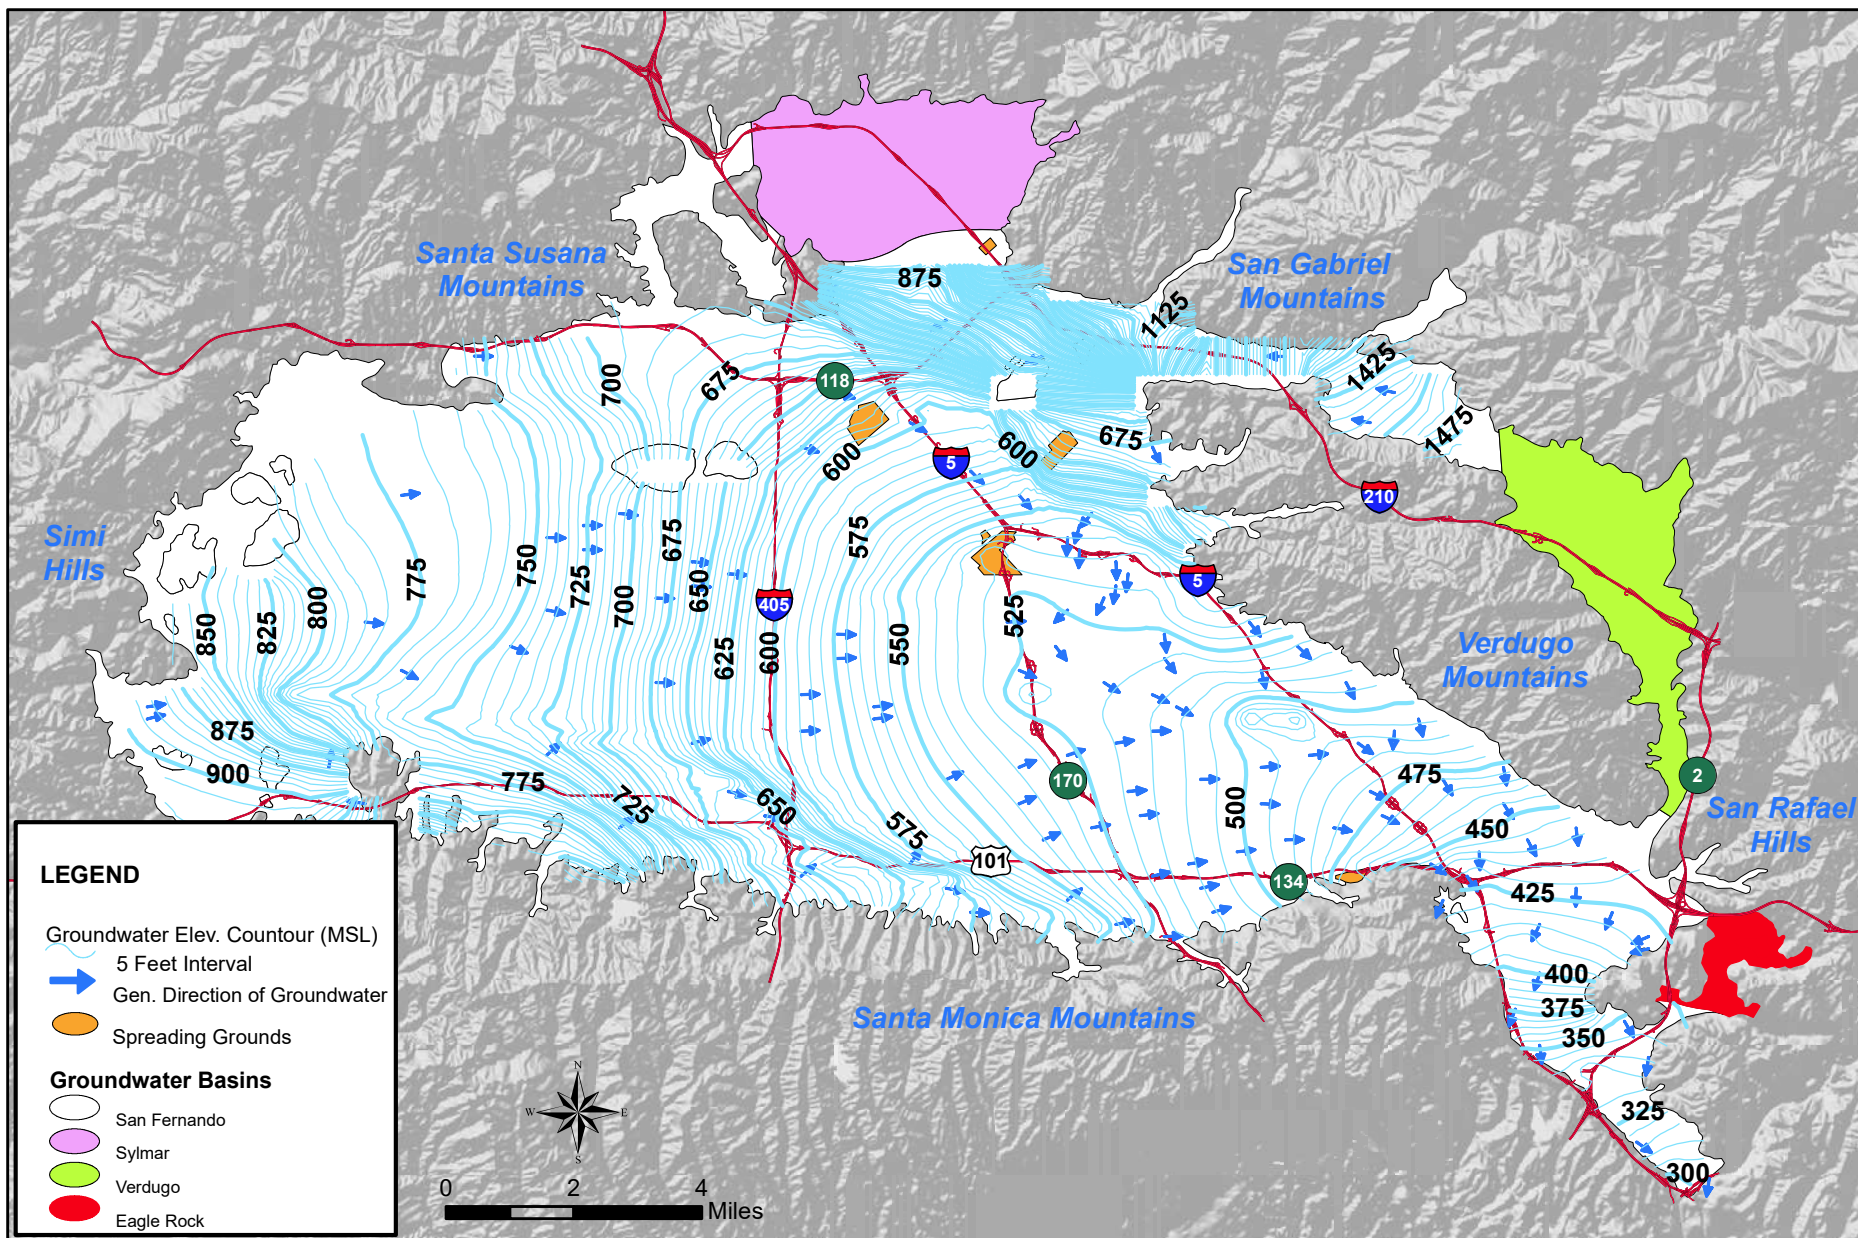 Santa Susana
Mountains
San Gabriel
Mountains
875
1125
1425
1475
700
675
118
600
5
600
675
210
Simi
Hills
850
825
800
775
750
725
700
675
650
625
600
405
575
550
525
5
Verdugo
Mountains
2
San Rafael
Hills
875
900
775
725
650
575
101
170
500
134
475
450
425
400
375
350
325
300
Santa Monica Mountains
LEGEND
Groundwater Elev. Countour (MSL)
5 Feet Interval
Gen. Direction of Groundwater
Spreading Grounds
Groundwater Basins
San Fernando
Sylmar
Verdugo
Eagle Rock
N
W
E
S
0 2 4
Miles